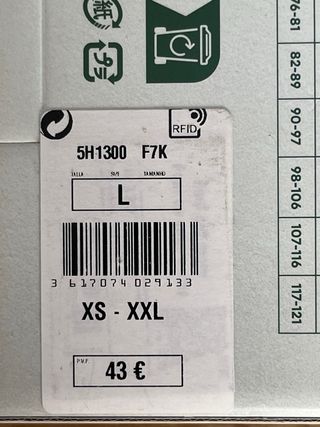 紙
プラ
76-81
82-89
90-97
98-106
107-116
117-121
RFID
5H1300 F7K
TALLA SIZE TAMANHO
L
3 617074 029133
XS - XXL
P.V.P.
43 €